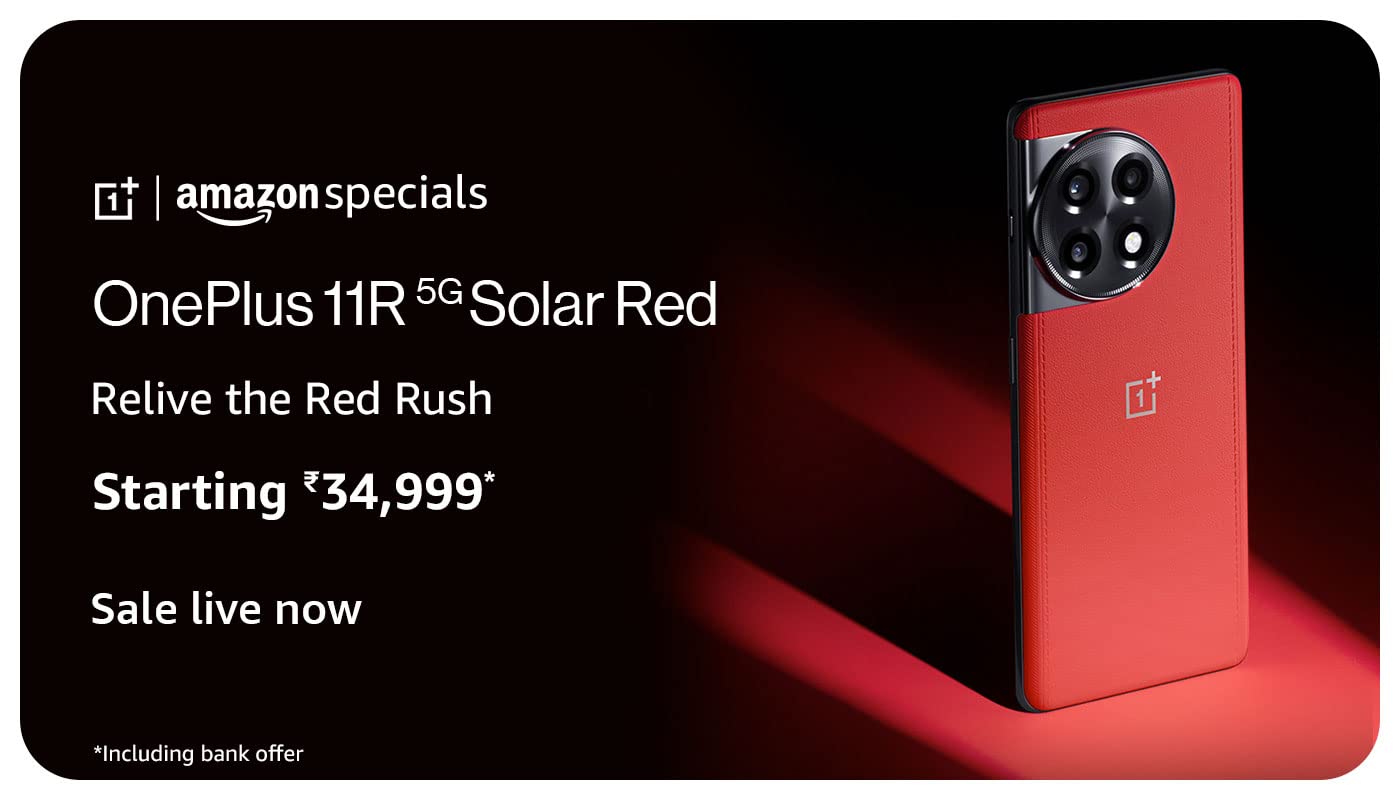 1+ | amazon specials
OnePlus 11R 5G Solar Red
Relive the Red Rush
Starting ₹34,999*
Sale live now
*Including bank offer
1+